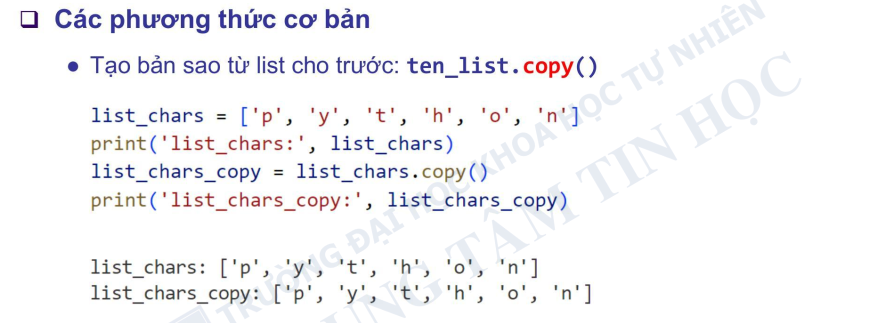 ❑ Các phương thức cơ bản
● Tạo bản sao từ list cho trước: ten_list.copy()
list_chars = ['p', 'y', 't', 'h', 'o', 'n']
print('list_chars:', list_chars)
list_chars_copy = list_chars.copy()
print('list_chars_copy:', list_chars_copy)
list_chars: ['p', 'y', 't', 'h', 'o', 'n']
list_chars_copy: ['p', 'y', 't', 'h', 'o', 'n']
TRƯỜNG ĐẠI HỌC KHOA HỌC TỰ NHIÊN
TRUNG TÂM TIN HỌC